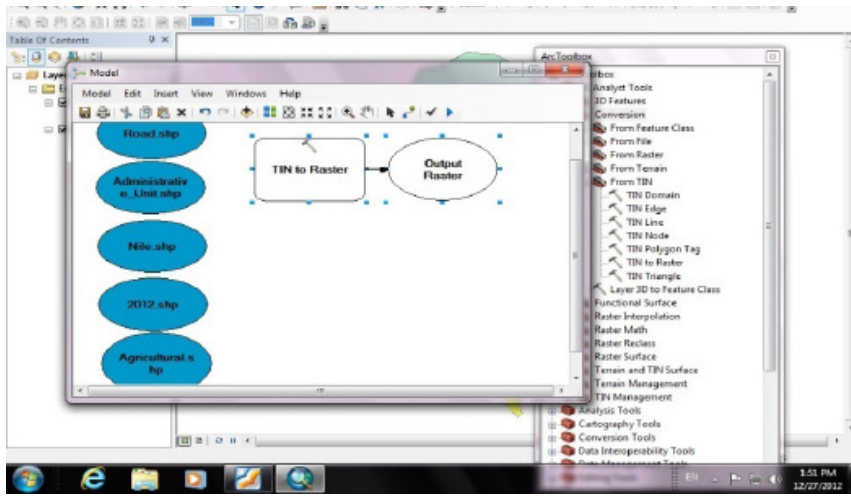 Table Of Contents
Laye
ArcToolbox
Model
Model Edit Insert View Windows Help
Road.shp
Administrativ
e_Unit.shp
Nile.shp
2012.shp
Agricultural.s
hp
TIN to Raster
Output
Raster
olbox
Analyst Tools
3D Features
Conversion
From Feature Class
From File
From Raster
From Terrain
From TIN
TIN Domain
TIN Edge
TIN Line
TIN Node
TIN Polygon Tag
TIN to Raster
TIN Triangle
Layer 3D to Feature Class
Functional Surface
Raster Interpolation
Raster Math
Raster Reclass
Raster Surface
Terrain and TIN Surface
Terrain Management
TIN Management
Analysis Tools
Cartography Tools
Conversion Tools
Data Interoperability Tools
Data Management Tools
EN
1:51 PM
12/27/2012